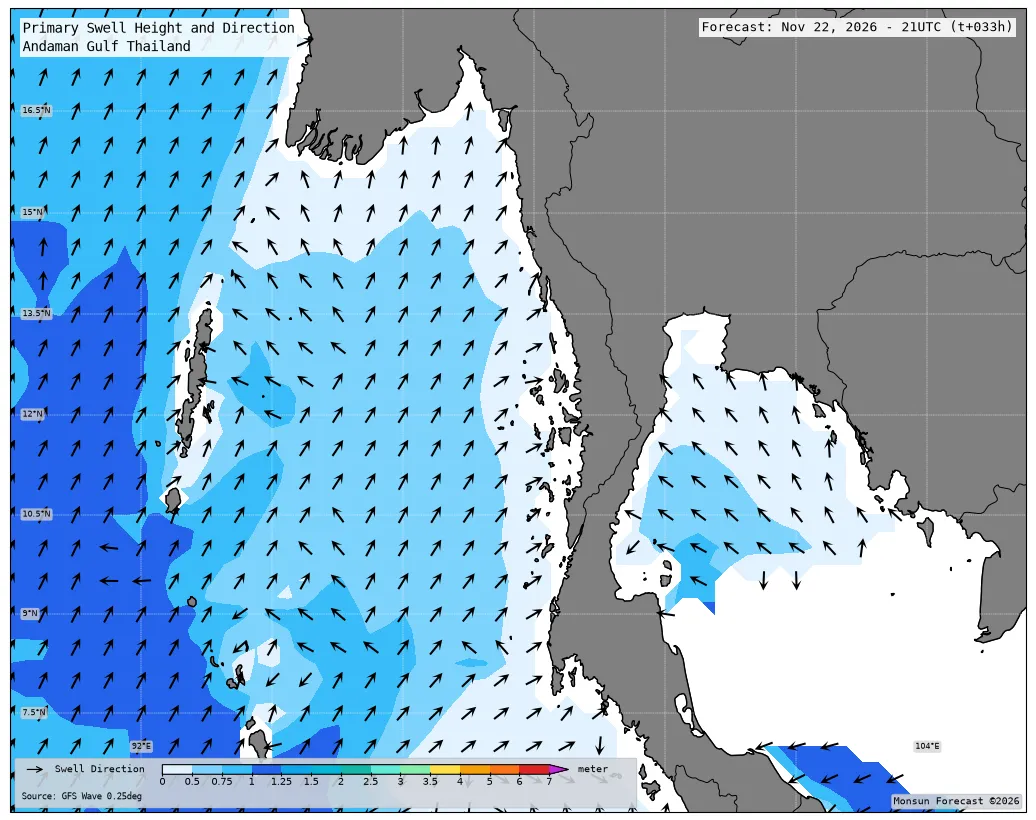 Primary Swell Height and Direction
Andaman Gulf Thailand
Forecast: Nov 22, 2026 - 21UTC (t+033h)
16.5°N
15°N
13.5°N
12°N
10.5°N
9°N
7.5°N
92°E
104°E
Swell Direction
0 0.5 0.75 1 1.25 1.5 2 2.5 3 3.5 4 5 6 7 meter
Source: GFS Wave 0.25deg
Monsun Forecast ©2026